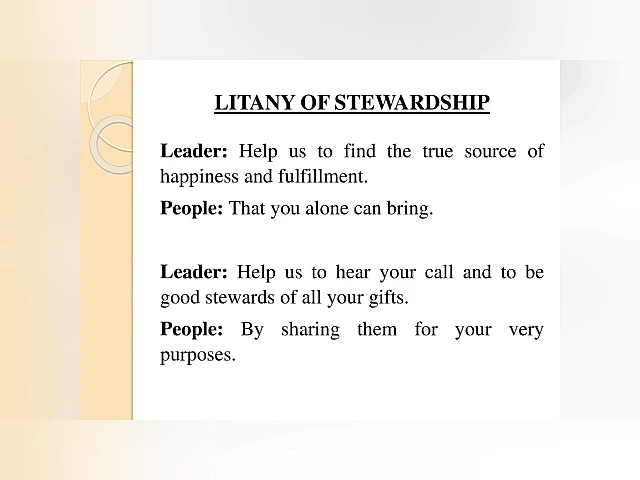 LITANY OF STEWARDSHIP
Leader: Help us to find the true source of
happiness and fulfillment.
People: That you alone can bring.
Leader: Help us to hear your call and to be
good stewards of all your gifts.
People: By sharing them for your very
purposes.